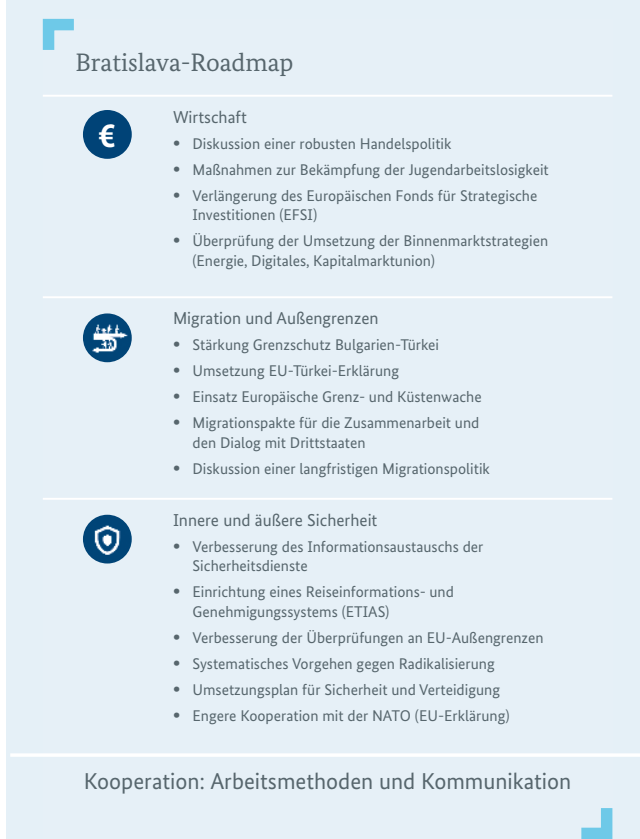 Bratislava-Roadmap
€
Wirtschaft
• Diskussion einer robusten Handelspolitik
• Maßnahmen zur Bekämpfung der Jugendarbeitslosigkeit
• Verlängerung des Europäischen Fonds für Strategische
Investitionen (EFSI)
• Überprüfung der Umsetzung der Binnenmarktstrategien
(Energie, Digitales, Kapitalmarktunion)
Migration und Außengrenzen
• Stärkung Grenzschutz Bulgarien-Türkei
• Umsetzung EU-Türkei-Erklärung
• Einsatz Europäische Grenz- und Küstenwache
• Migrationspakte für die Zusammenarbeit und
den Dialog mit Drittstaaten
• Diskussion einer langfristigen Migrationspolitik
Innere und äußere Sicherheit
• Verbesserung des Informationsaustauschs der
Sicherheitsdienste
• Einrichtung eines Reiseinformations- und
Genehmigungssystems (ETIAS)
• Verbesserung der Überprüfungen an EU-Außengrenzen
• Systematisches Vorgehen gegen Radikalisierung
• Umsetzungsplan für Sicherheit und Verteidigung
• Engere Kooperation mit der NATO (EU-Erklärung)
Kooperation: Arbeitsmethoden und Kommunikation